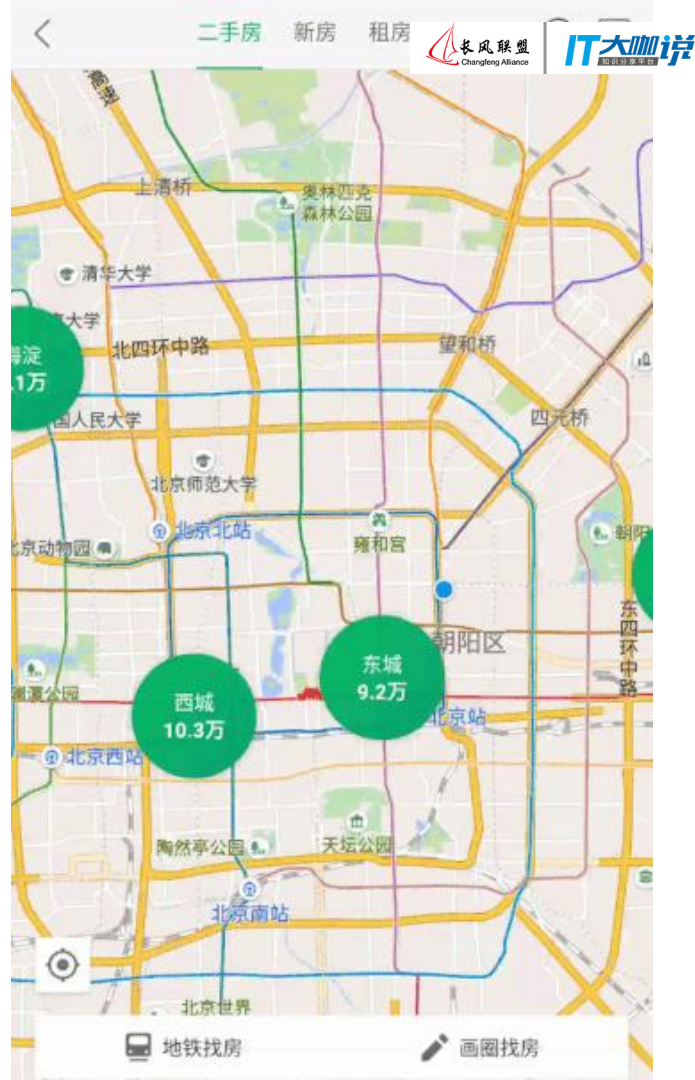 二手房
新房
租房
长风联盟
Changfeng Alliance
IT大咖说
知识分享平台
高速
上清桥
奥林匹克
森林公园
清华大学
大学
北四环中路
望和桥
海淀
.1万
国人民大学
四元桥
北京师范大学
北京北站
雍和宫
北京动物园
朝阳
东四环中路
朝阳区
东城
9.2万
西城
10.3万
北京站
北京西站
陶然亭公园
天坛公园
北京南站
北京世界
地铁找房
画圈找房